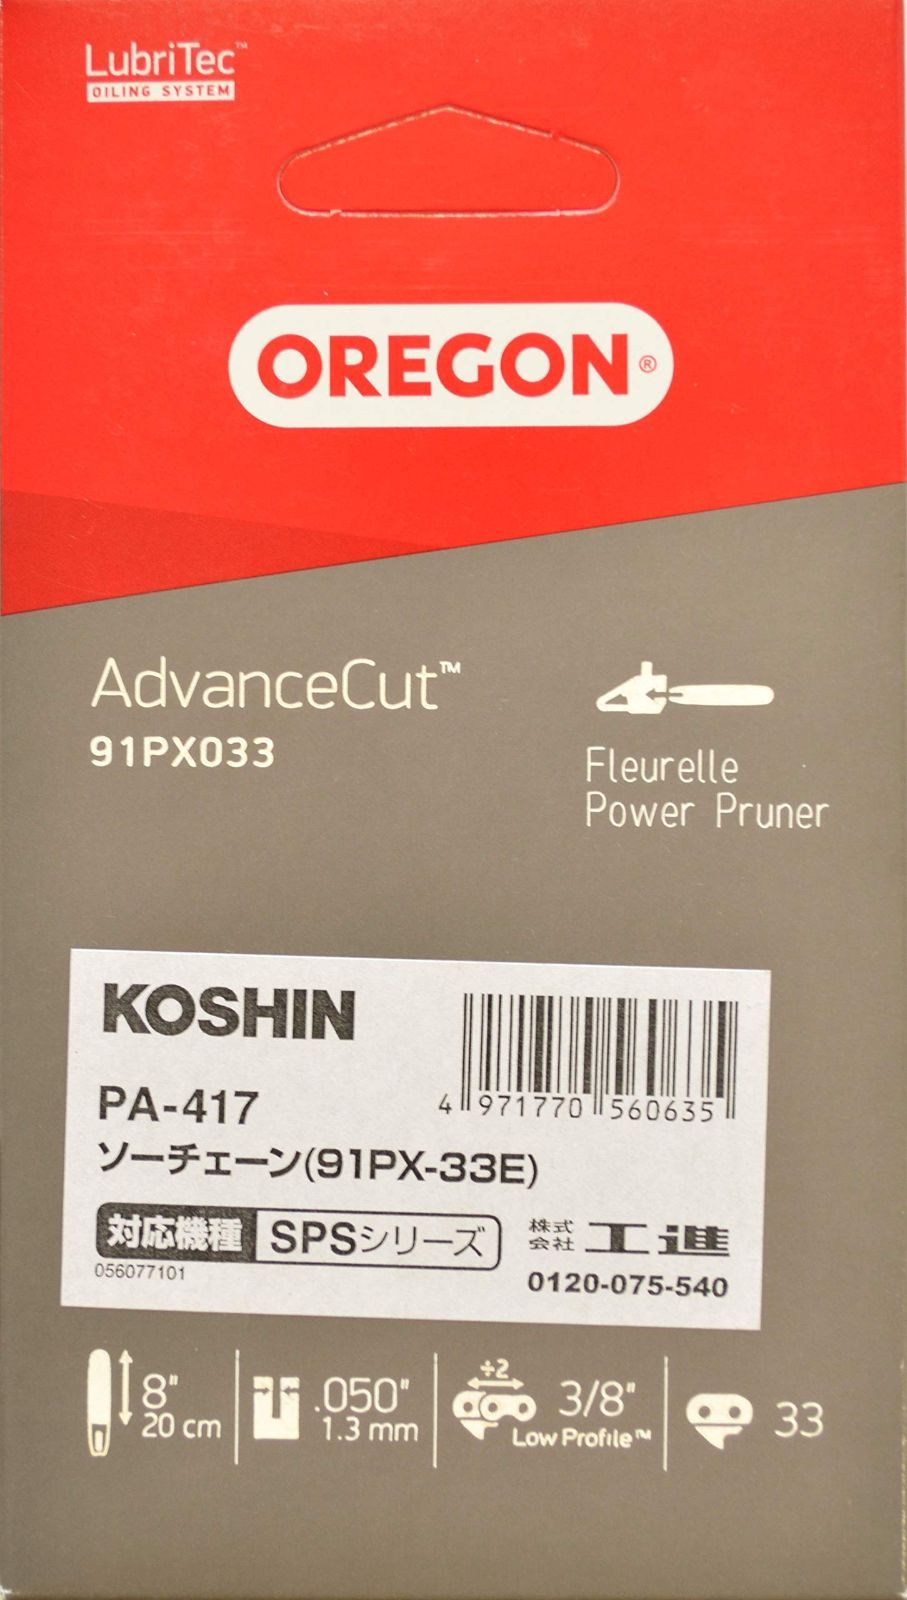 LubriTec™
OILING SYSTEM
OREGON®
AdvanceCut™
91PX033
Fleurelle
Power Pruner
KOSHIN
PA-417
4 971770 560635
ソーチェーン(91PX-33E)
対応機種 SPSシリーズ
056077101
株式会社 工進
0120-075-540
8"
20 cm
.050"
1.3 mm
÷2
3/8"
Low Profile™
33